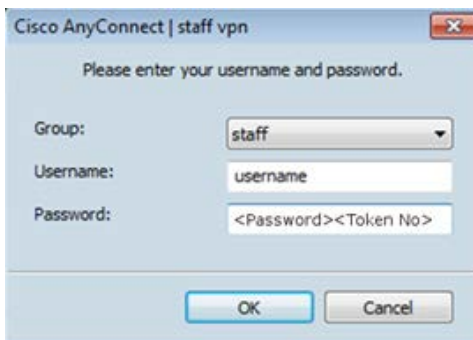 Cisco AnyConnect | staff vpn
Please enter your username and password.
Group: staff
Username: username
Password: <Password><Token No>
OK Cancel